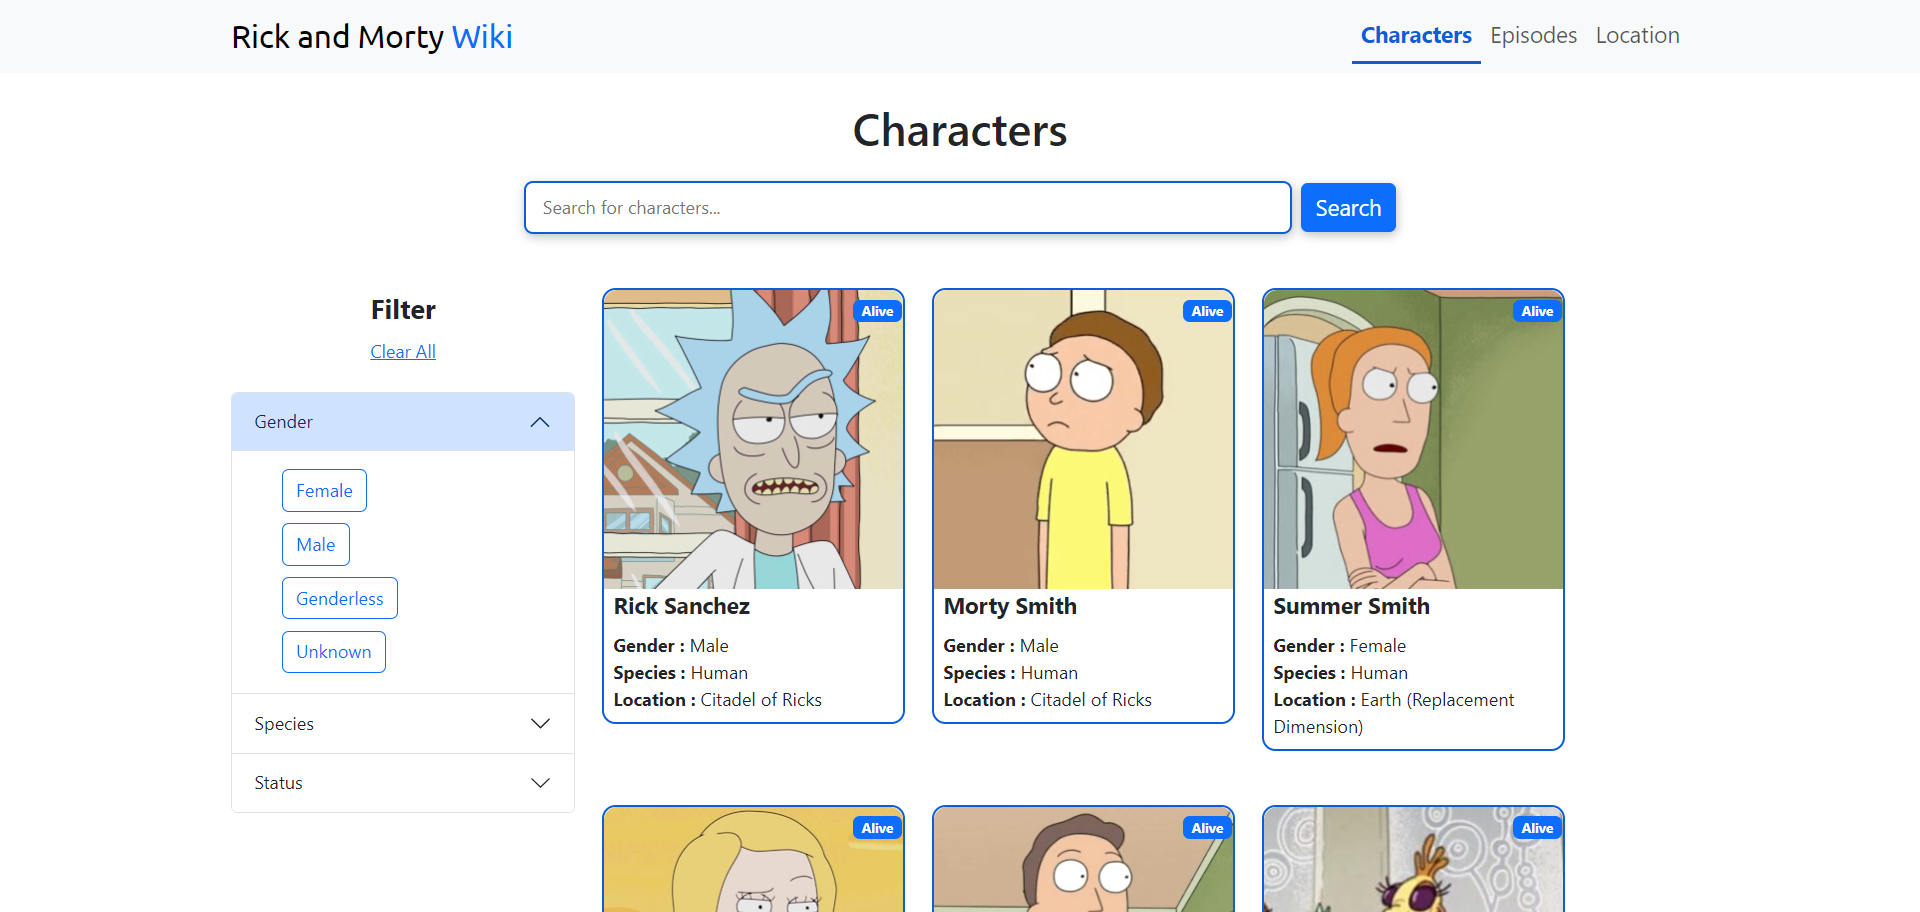 Rick and Morty Wiki
Characters Episodes Location
Characters
Search for characters...
Search
Filter
Clear All
Gender
Female
Male
Genderless
Unknown
Species
Status
Alive
Rick Sanchez
Gender : Male
Species : Human
Location : Citadel of Ricks
Alive
Morty Smith
Gender : Male
Species : Human
Location : Citadel of Ricks
Alive
Summer Smith
Gender : Female
Species : Human
Location : Earth (Replacement
Dimension)
Alive
Alive
Alive